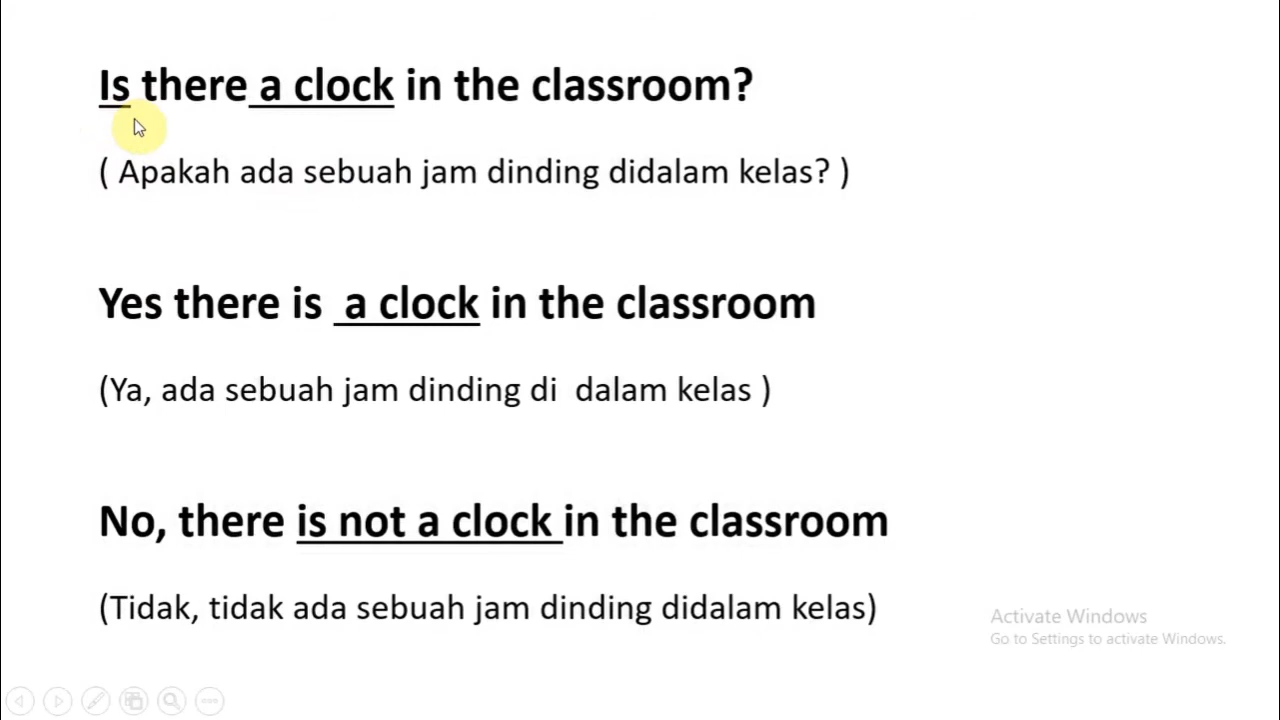 Is there a clock in the classroom?
( Apakah ada sebuah jam dinding didalam kelas? )
Yes there is  a clock in the classroom
(Ya, ada sebuah jam dinding di  dalam kelas )
No, there is not a clock in the classroom
(Tidak, tidak ada sebuah jam dinding didalam kelas)
Activate Windows
Go to Settings to activate Windows.